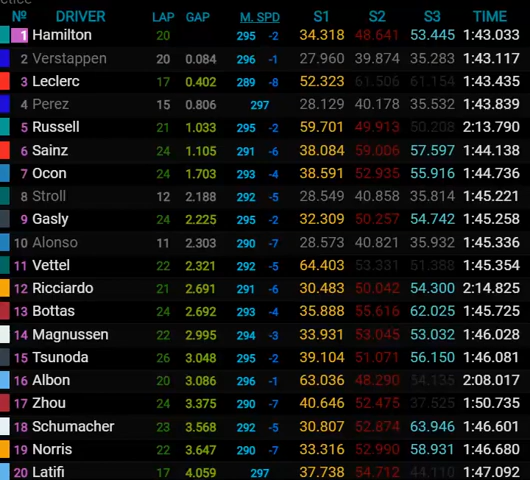 Nº DRIVER LAP GAP M. SPD S1 S2 S3 TIME
1 Hamilton 20 295 -2 34.318 48.641 53.445 1:43.033
2 Verstappen 20 0.084 296 -1 27.960 39.874 35.283 1:43.117
3 Leclerc 17 0.402 289 -8 52.323 61.506 61.154 1:43.435
4 Perez 15 0.806 297 28.129 40.178 35.532 1:43.839
5 Russell 21 1.033 295 -2 59.701 49.913 50.208 2:13.790
6 Sainz 24 1.105 291 -6 38.084 59.006 57.597 1:44.138
7 Ocon 24 1.703 293 -4 38.591 52.935 55.916 1:44.736
8 Stroll 12 2.188 292 -5 28.549 40.858 35.814 1:45.221
9 Gasly 24 2.225 295 -2 32.309 50.257 54.742 1:45.258
10 Alonso 11 2.303 290 -7 28.573 40.821 35.932 1:45.336
11 Vettel 22 2.321 292 -5 64.403 53.331 51.388 1:45.354
12 Ricciardo 21 2.691 291 -6 30.483 50.042 54.300 2:14.825
13 Bottas 24 2.692 293 -4 35.888 55.616 62.025 1:45.725
14 Magnussen 22 2.995 294 -3 33.931 53.045 53.032 1:46.028
15 Tsunoda 26 3.048 295 -2 39.104 51.071 56.150 1:46.081
16 Albon 20 3.086 296 -1 63.036 48.290 54.135 2:08.017
17 Zhou 24 3.375 290 -7 40.646 52.475 37.525 1:50.735
18 Schumacher 23 3.568 292 -5 30.807 52.874 63.946 1:46.601
19 Norris 22 3.647 290 -7 33.316 52.990 58.931 1:46.680
20 Latifi 17 4.059 297 37.738 54.712 44.110 1:47.092